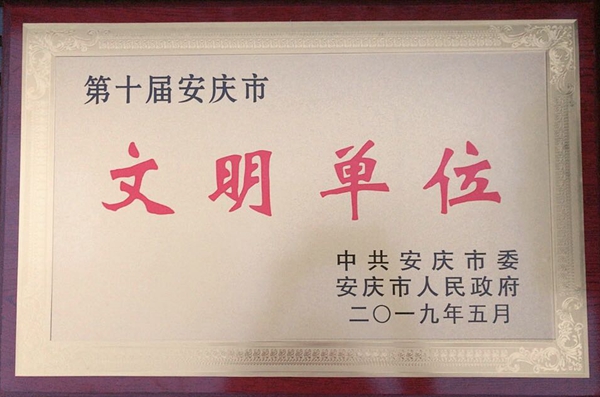 第十届安庆市
文明单位
中共安庆市委
安庆市人民政府
二〇一九年五月